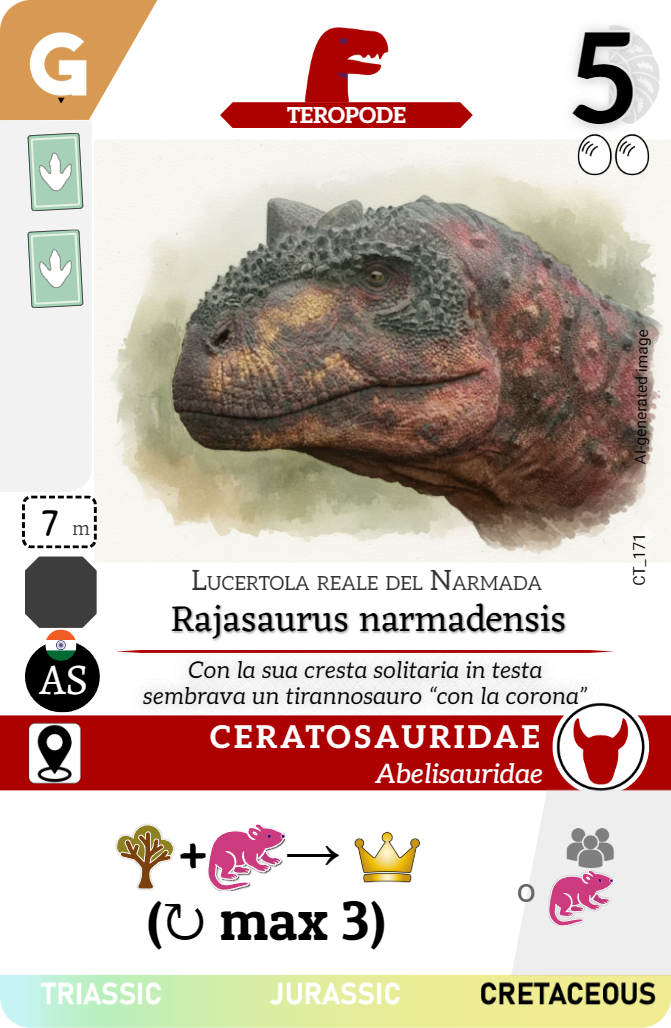 G
TEROPODE
5
AI-generated image
CT_171
7 m
AS
Lucertola reale del Narmada
Rajasaurus narmadensis
Con la sua cresta solitaria in testa
sembrava un tirannosauro “con la corona”
CERATOSAURIDAE
Abelisauridae
+ →
o
(↻ max 3)
TRIASSIC JURASSIC CRETACEOUS